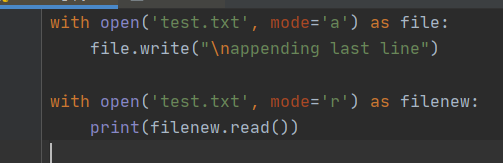 with open('test.txt', mode='a') as file:
    file.write("\nappending last line")

with open('test.txt', mode='r') as filenew:
    print(filenew.read())